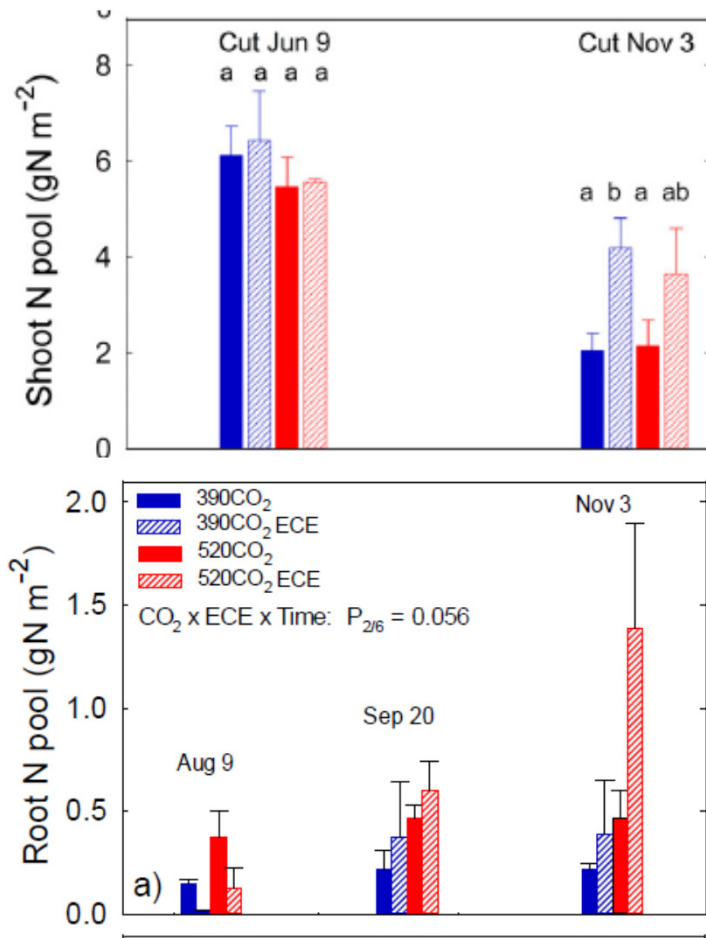 Cut Jun 9
Cut Nov 3
a a a a
a b a ab
8
6
4
2
0
Shoot N pool (gN m⁻²)
390CO₂
390CO₂ ECE
520CO₂
520CO₂ ECE
CO₂ x ECE x Time: P₂/₆ = 0.056
Nov 3
Sep 20
Aug 9
2.0
1.5
1.0
0.5
0.0
a)
Root N pool (gN m⁻²)